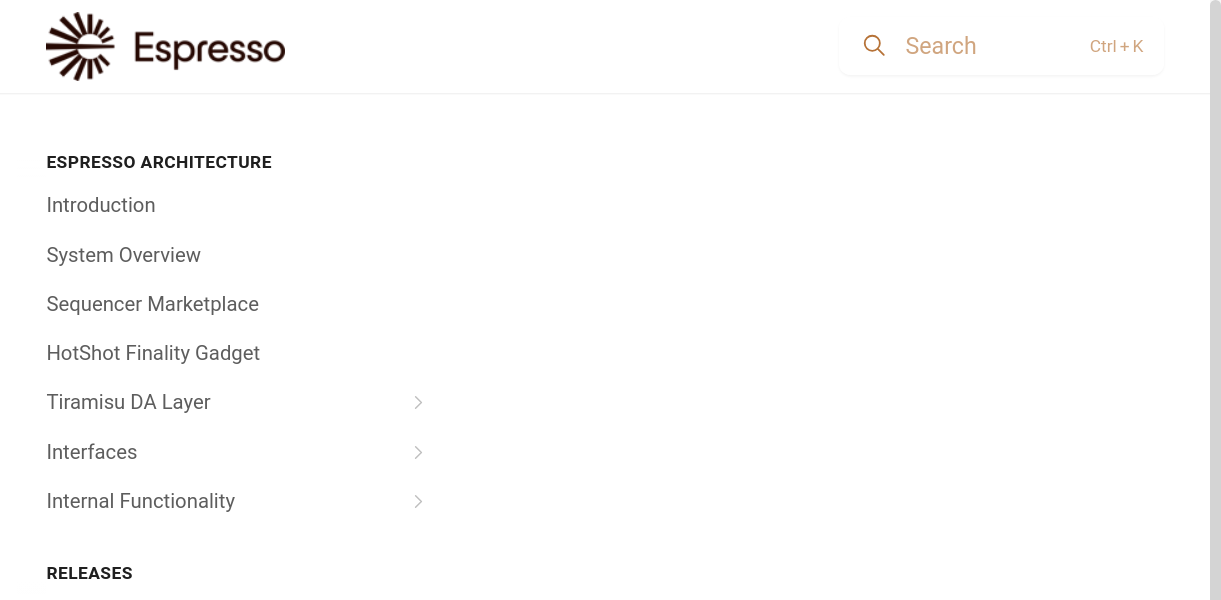 Espresso
Search Ctrl + K
ESPRESSO ARCHITECTURE
Introduction
System Overview
Sequencer Marketplace
HotShot Finality Gadget
Tiramisu DA Layer
Interfaces
Internal Functionality
RELEASES